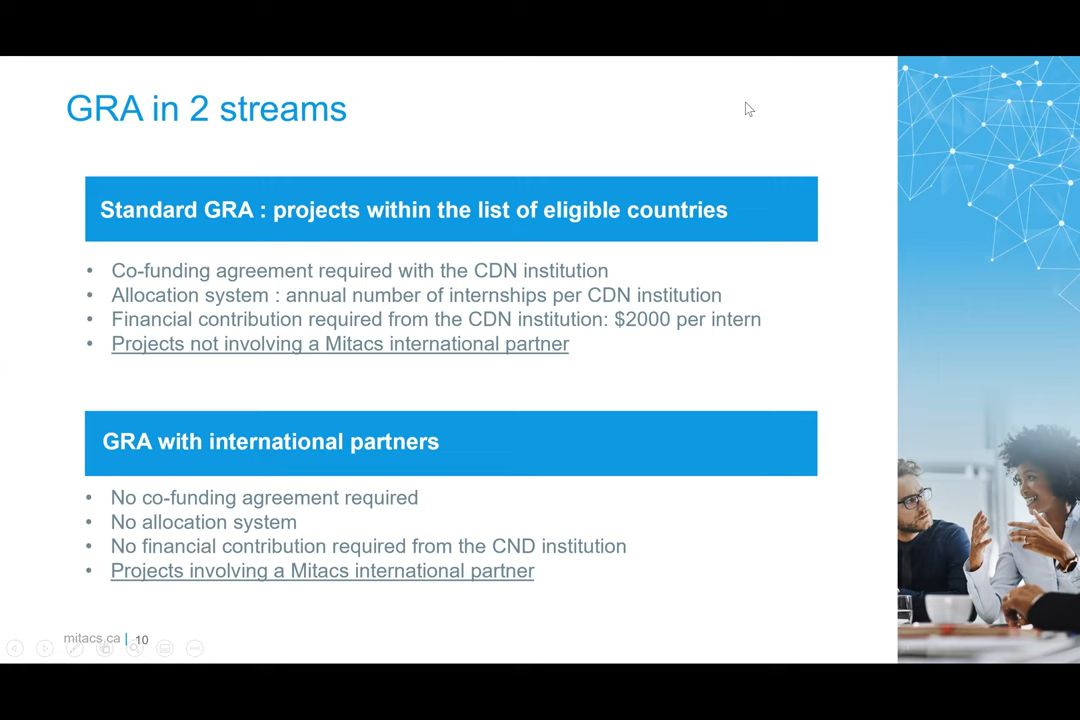 GRA in 2 streams
Standard GRA : projects within the list of eligible countries
• Co-funding agreement required with the CDN institution
• Allocation system : annual number of internships per CDN institution
• Financial contribution required from the CDN institution: $2000 per intern
• Projects not involving a Mitacs international partner
GRA with international partners
• No co-funding agreement required
• No allocation system
• No financial contribution required from the CND institution
• Projects involving a Mitacs international partner
mitacs.ca | 10